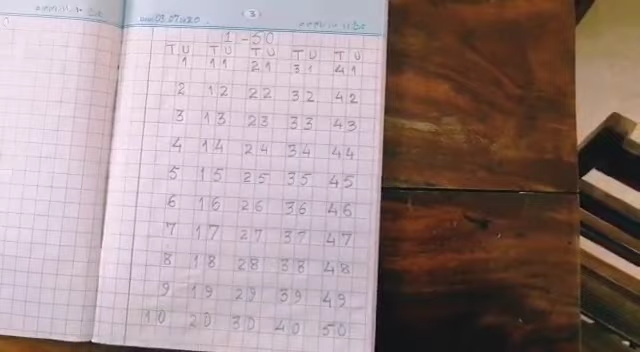 (3)
1-50
T U T U T U T U T U
1 11 21 31 41
2 12 22 32 42
3 13 23 33 43
4 14 24 34 44
5 15 25 35 45
6 16 26 36 46
7 17 27 37 47
8 18 28 38 48
9 19 29 39 49
10 20 30 40 50